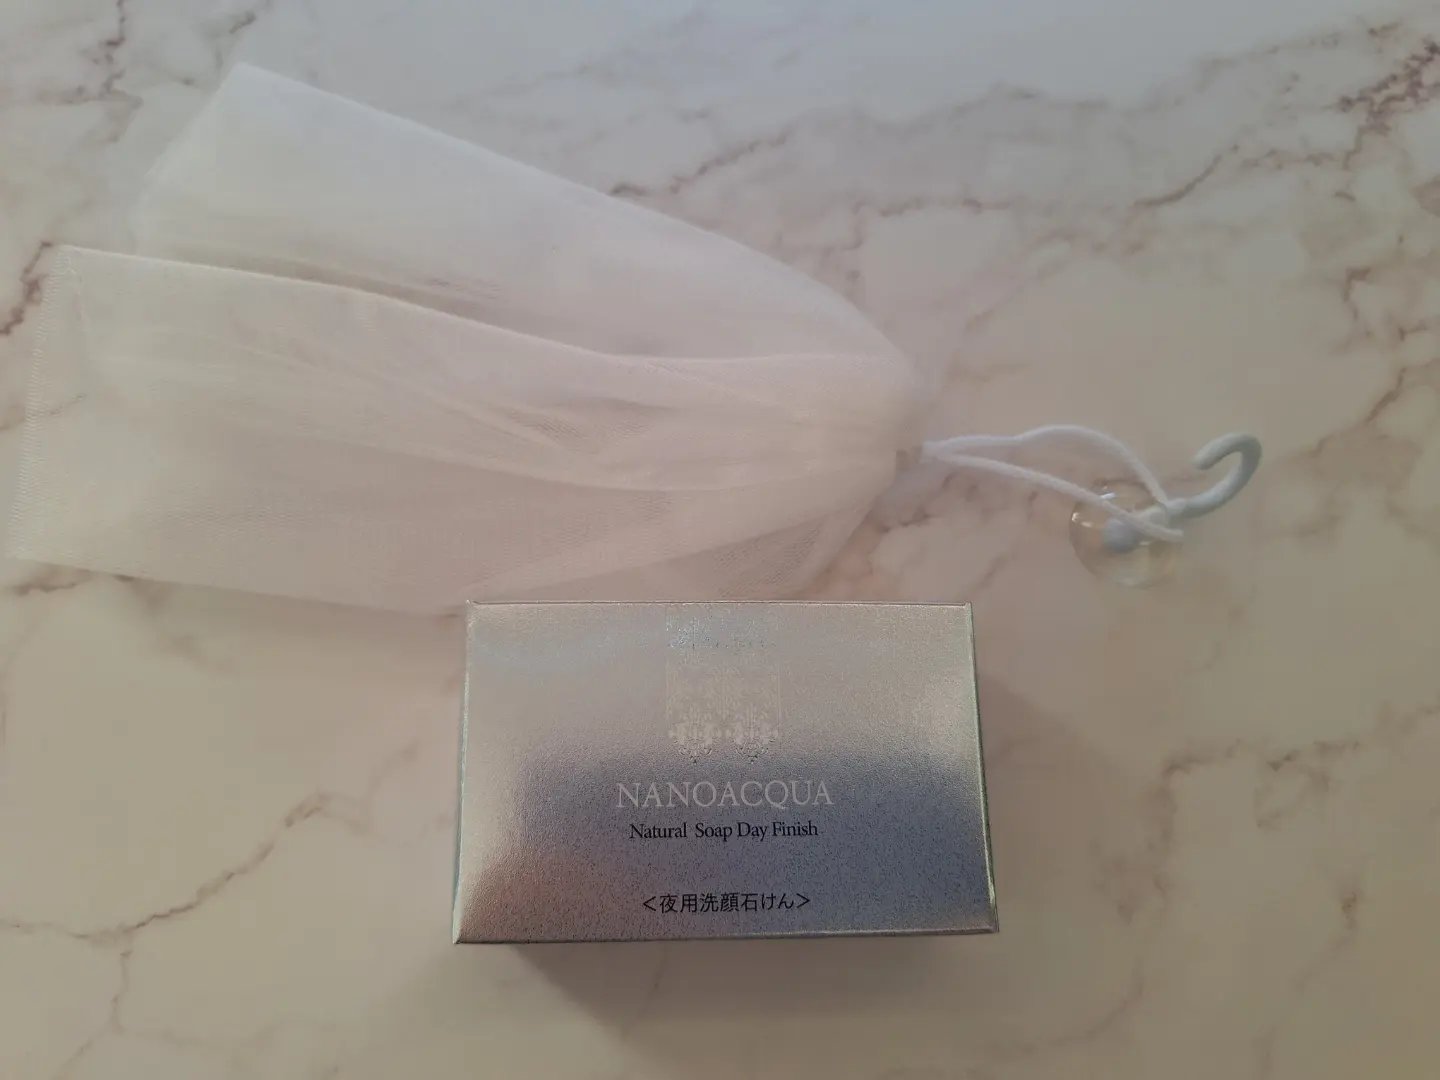 NANOACQUA
Natural Soap Day Finish
<夜用洗顔石けん>